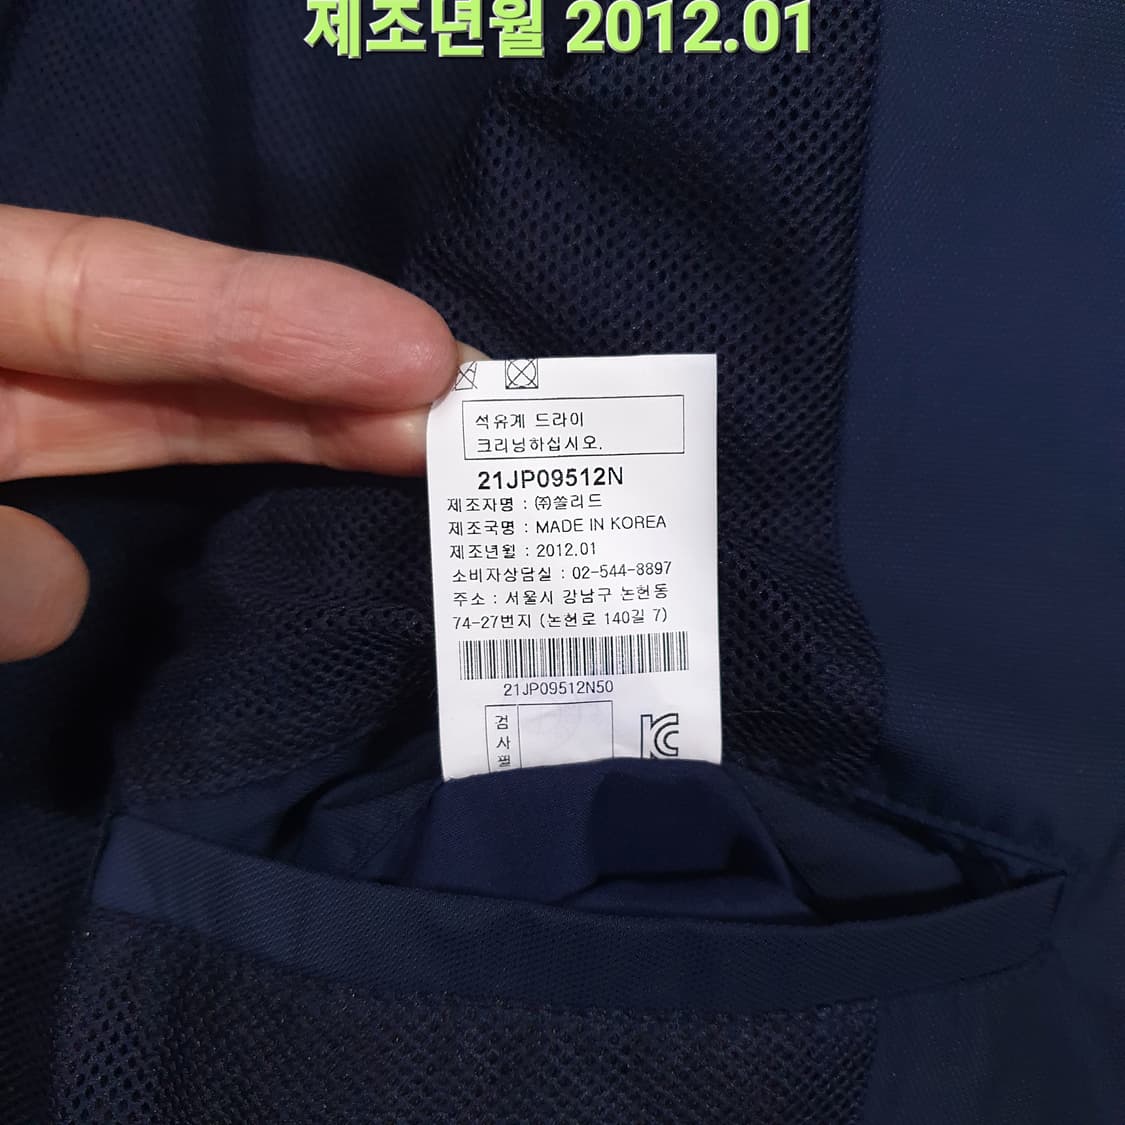 제조년월 2012.01
석유계 드라이
크리닝하십시오.
21JP09512N
제조자명 : ㈜쏠리드
제조국명 : MADE IN KOREA
제조년월 : 2012.01
소비자상담실 : 02-544-8897
주소 : 서울시 강남구 논현동
74-27번지 (논현로 140길 7)
21JP09512N50
검
사
필
KC